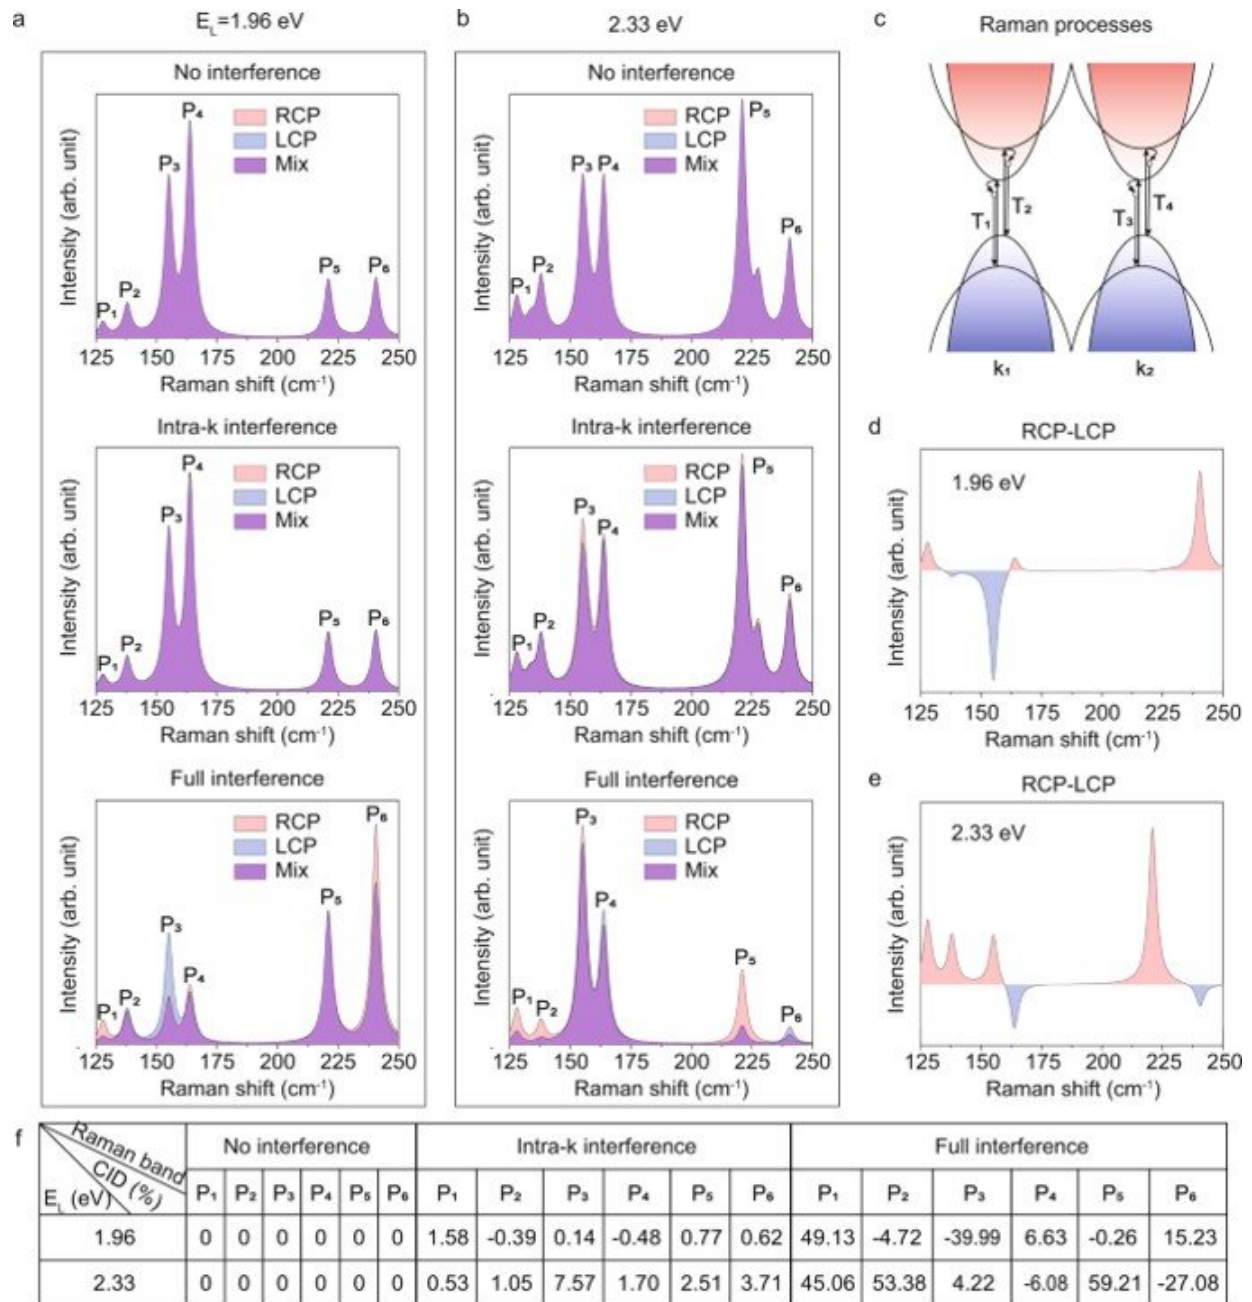 a
E_L=1.96 eV
No interference
RCP
LCP
Mix
P₁
P₂
P₃
P₄
P₅
P₆
Intensity (arb. unit)
125 150 175 200 225 250
Raman shift (cm⁻¹)
Intra-k interference
RCP
LCP
Mix
P₁
P₂
P₃
P₄
P₅
P₆
Intensity (arb. unit)
125 150 175 200 225 250
Raman shift (cm⁻¹)
Full interference
RCP
LCP
Mix
P₁
P₂
P₃
P₄
P₅
P₆
Intensity (arb. unit)
125 150 175 200 225 250
Raman shift (cm⁻¹)
b
2.33 eV
No interference
RCP
LCP
Mix
P₁
P₂
P₃
P₄
P₅
P₆
Intensity (arb. unit)
125 150 175 200 225 250
Raman shift (cm⁻¹)
Intra-k interference
RCP
LCP
Mix
P₁
P₂
P₃
P₄
P₅
P₆
Intensity (arb. unit)
125 150 175 200 225 250
Raman shift (cm⁻¹)
Full interference
RCP
LCP
Mix
P₁
P₂
P₃
P₄
P₅
P₆
Intensity (arb. unit)
125 150 175 200 225 250
Raman shift (cm⁻¹)
c
Raman processes
T₁ T₂ T₃ T₄
k₁ k₂
d
RCP-LCP
1.96 eV
Intensity (arb. unit)
125 150 175 200 225 250
Raman shift (cm⁻¹)
e
RCP-LCP
2.33 eV
Intensity (arb. unit)
125 150 175 200 225 250
Raman shift (cm⁻¹)
f
Raman band
CID (%)
E_L (eV)
No interference Intra-k interference Full interference
P₁ P₂ P₃ P₄ P₅ P₆ P₁ P₂ P₃ P₄ P₅ P₆ P₁ P₂ P₃ P₄ P₅ P₆
1.96 0 0 0 0 0 0 1.58 -0.39 0.14 -0.48 0.77 0.62 49.13 -4.72 -39.99 6.63 -0.26 15.23
2.33 0 0 0 0 0 0 0.53 1.05 7.57 1.70 2.51 3.71 45.06 53.38 4.22 -6.08 59.21 -27.08